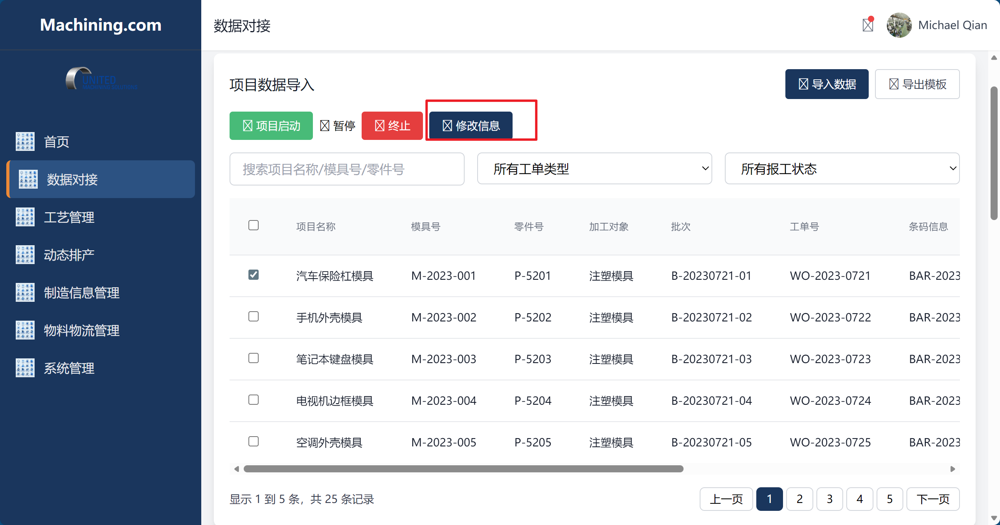 Machining.com
数据对接
Michael Qian
UNITED
MACHINING SOLUTIONS
首页
数据对接
工艺管理
动态排产
制造信息管理
物料物流管理
系统管理
项目数据导入
导入数据
导出模板
项目启动
暂停
终止
修改信息
搜索项目名称/模具号/零件号
所有工单类型
所有报工状态
项目名称 模具号 零件号 加工对象 批次 工单号 条码信息
汽车保险杠模具 M-2023-001 P-5201 注塑模具 B-20230721-01 WO-2023-0721 BAR-2023
手机外壳模具 M-2023-002 P-5202 注塑模具 B-20230721-02 WO-2023-0722 BAR-2023
笔记本键盘模具 M-2023-003 P-5203 注塑模具 B-20230721-03 WO-2023-0723 BAR-2023
电视机边框模具 M-2023-004 P-5204 注塑模具 B-20230721-04 WO-2023-0724 BAR-2023
空调外壳模具 M-2023-005 P-5205 注塑模具 B-20230721-05 WO-2023-0725 BAR-2023
显示 1 到 5 条，共 25 条记录
上一页 1 2 3 4 5 下一页